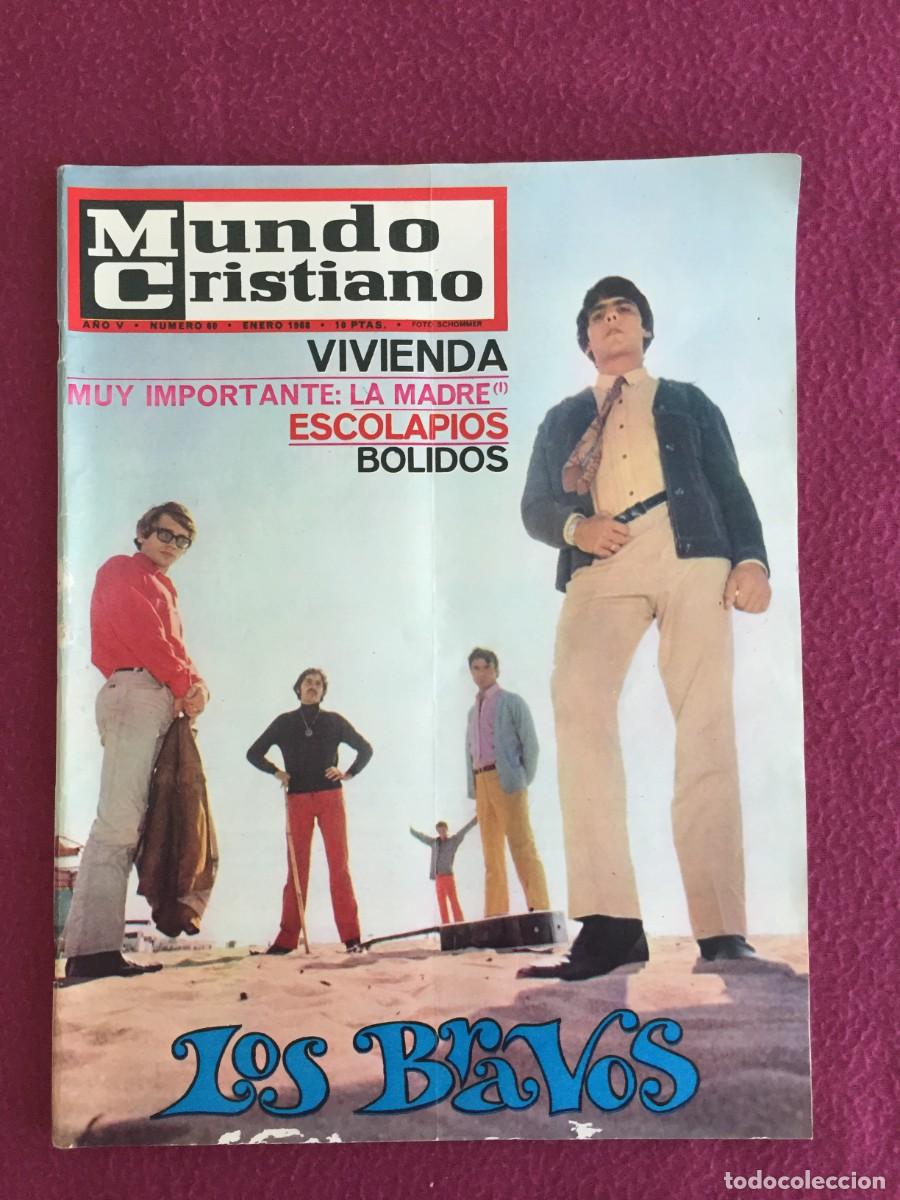 Mundo
Cristiano
AÑO V • NUMERO 60 • ENERO 1968 • 10 PTAS. • FOTO: SCHOMMER
VIVIENDA
MUY IMPORTANTE: LA MADRE (I)
ESCOLAPIOS
BOLIDOS
Los Bravos
todocoleccion